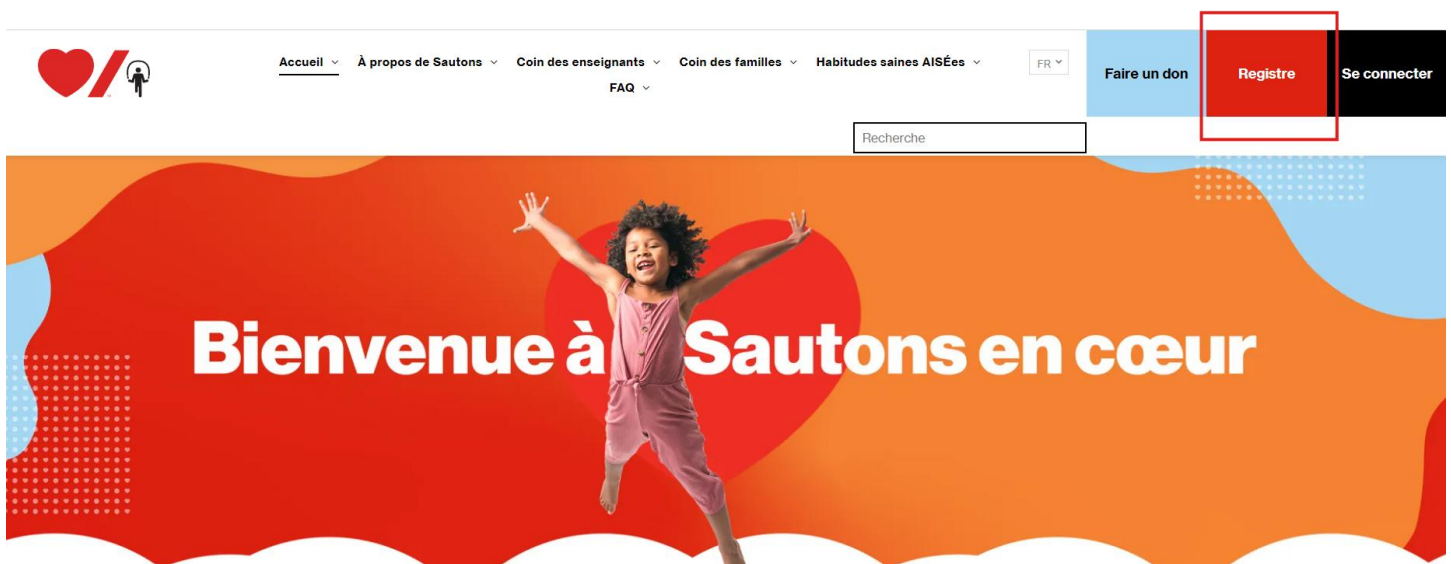 Accueil À propos de Sautons Coin des enseignants Coin des familles Habitudes saines AISÉes
FAQ
FR
Faire un don
Registre
Se connecter
Recherche
Bienvenue à Sautons en cœur